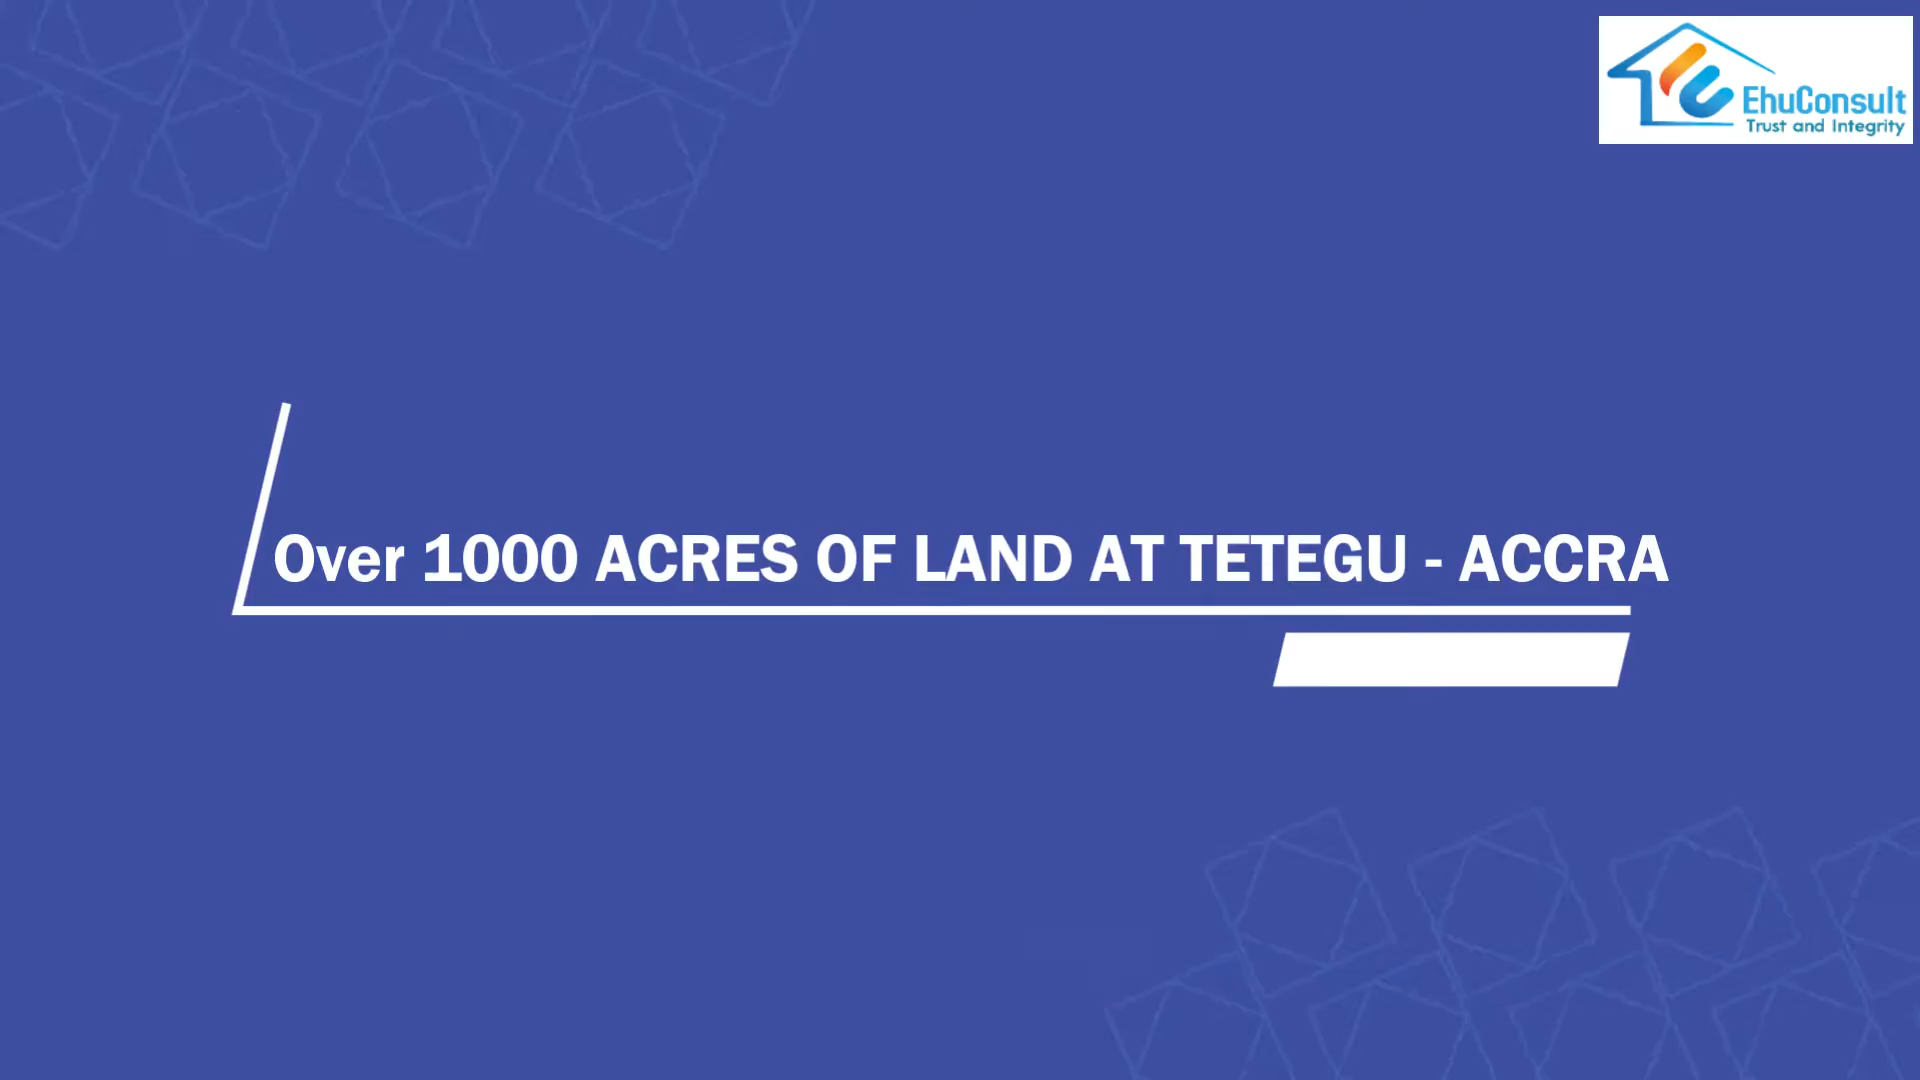 EhuConsult
Trust and Integrity
Over 1000 ACRES OF LAND AT TETEGU - ACCRA